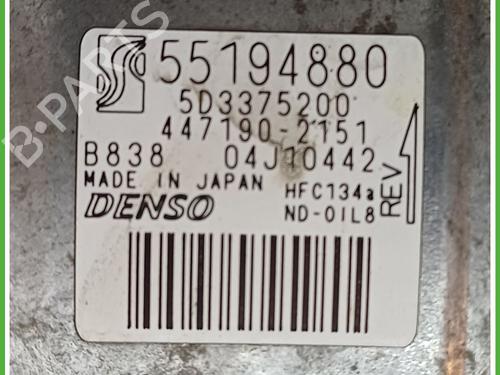 55194880
5D3375200
447190-2151
B838 04J10442
MADE IN JAPAN HFC134a
DENSO ND-OIL8
REV
B-PARTS